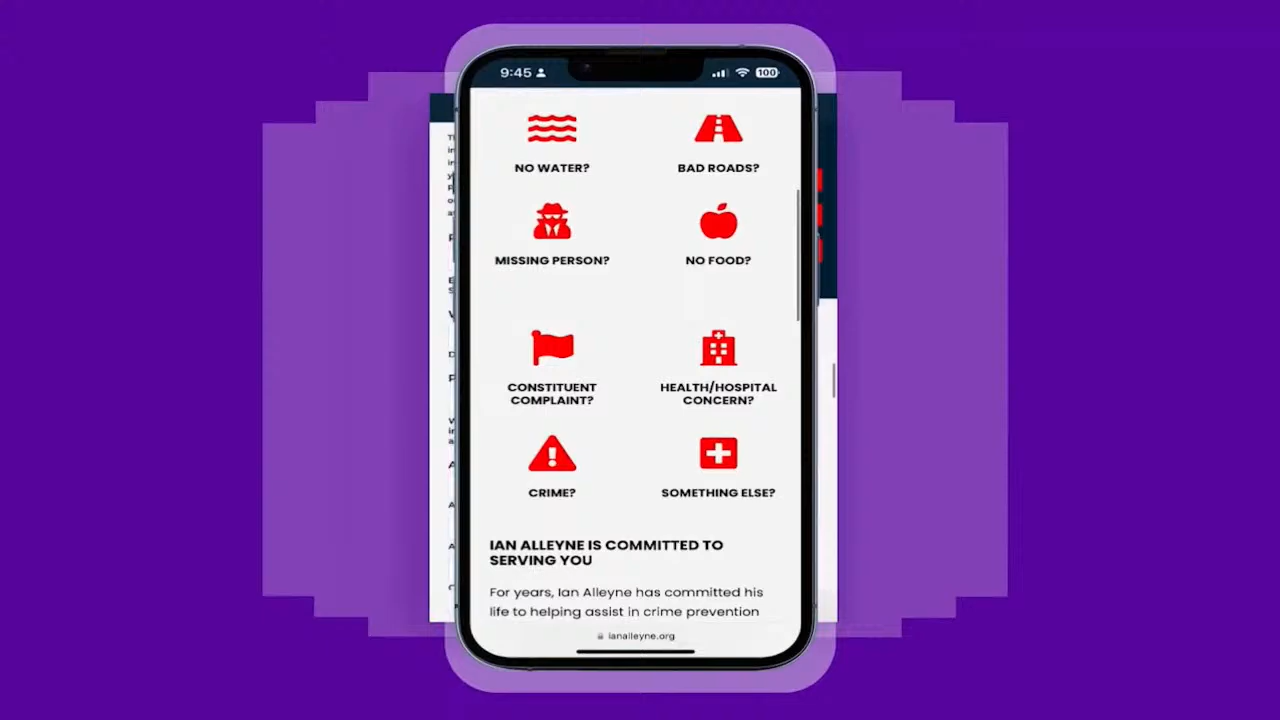 9:45
100
NO WATER?
BAD ROADS?
MISSING PERSON?
NO FOOD?
CONSTITUENT
COMPLAINT?
HEALTH/HOSPITAL
CONCERN?
CRIME?
SOMETHING ELSE?
IAN ALLEYNE IS COMMITTED TO
SERVING YOU
For years, Ian Alleyne has committed his
life to helping assist in crime prevention
ianalleyne.org